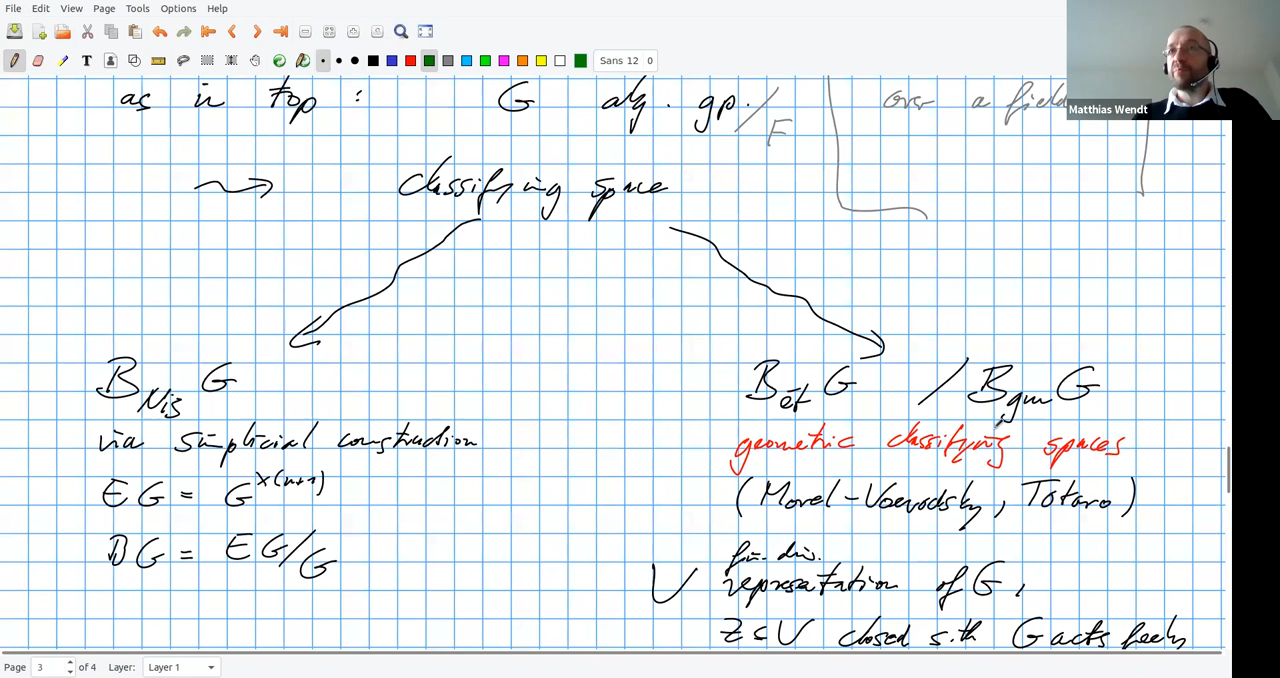 File Edit View Page Tools Options Help
Sans 12 0
Matthias Wendt
as in top : G alg. gp. / F over a field
classifying space
B_Nis G
via simplicial construction
EG = G^×(n+1)
BG = EG/G
B_ét G / B_gm G
geometric classifying spaces
(Morel-Voevodsky, Totaro)
fin. dim.
V representation of G,
Z ⊂ V closed s.th G acts freely
Page 3 of 4 Layer: Layer 1